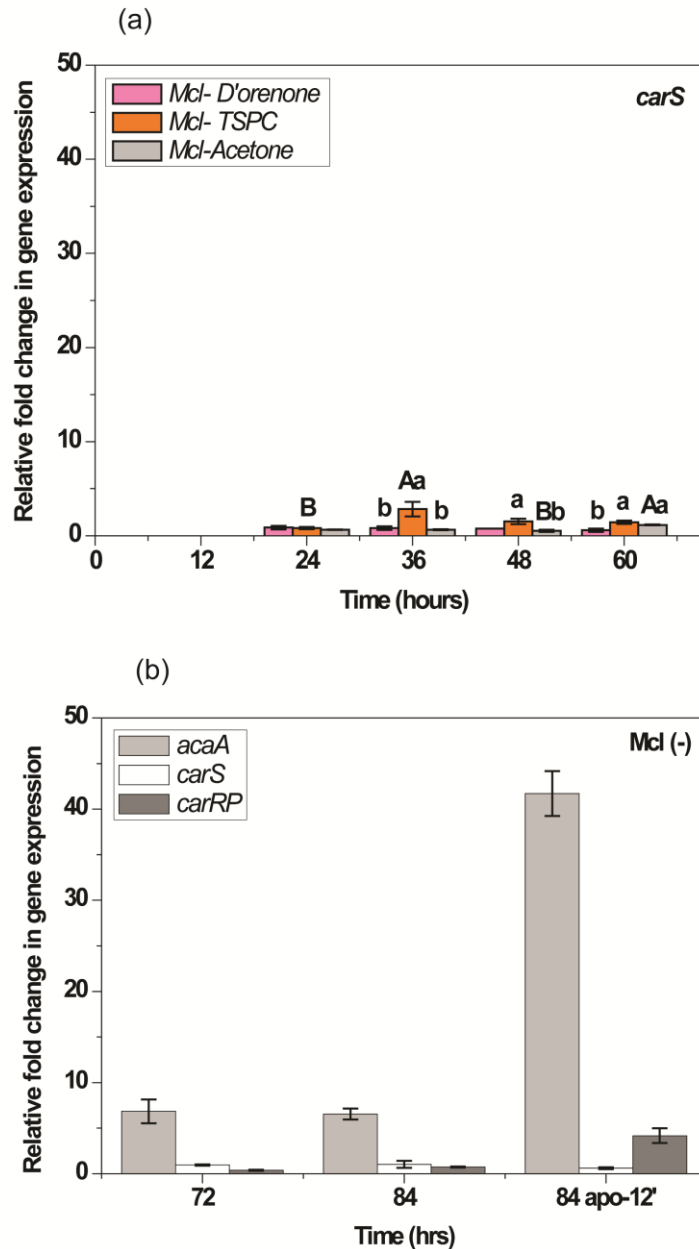 (a)
Relative fold change in gene expression
50
40
30
20
10
0
Mcl- D'orenone
Mcl- TSPC
Mcl-Acetone
carS
B
b
Aa
b
a
Bb
b
a
Aa
0 12 24 36 48 60
Time (hours)
(b)
Relative fold change in gene expression
50
40
30
20
10
0
acaA
carS
carRP
Mcl (-)
72 84 84 apo-12'
Time (hrs)